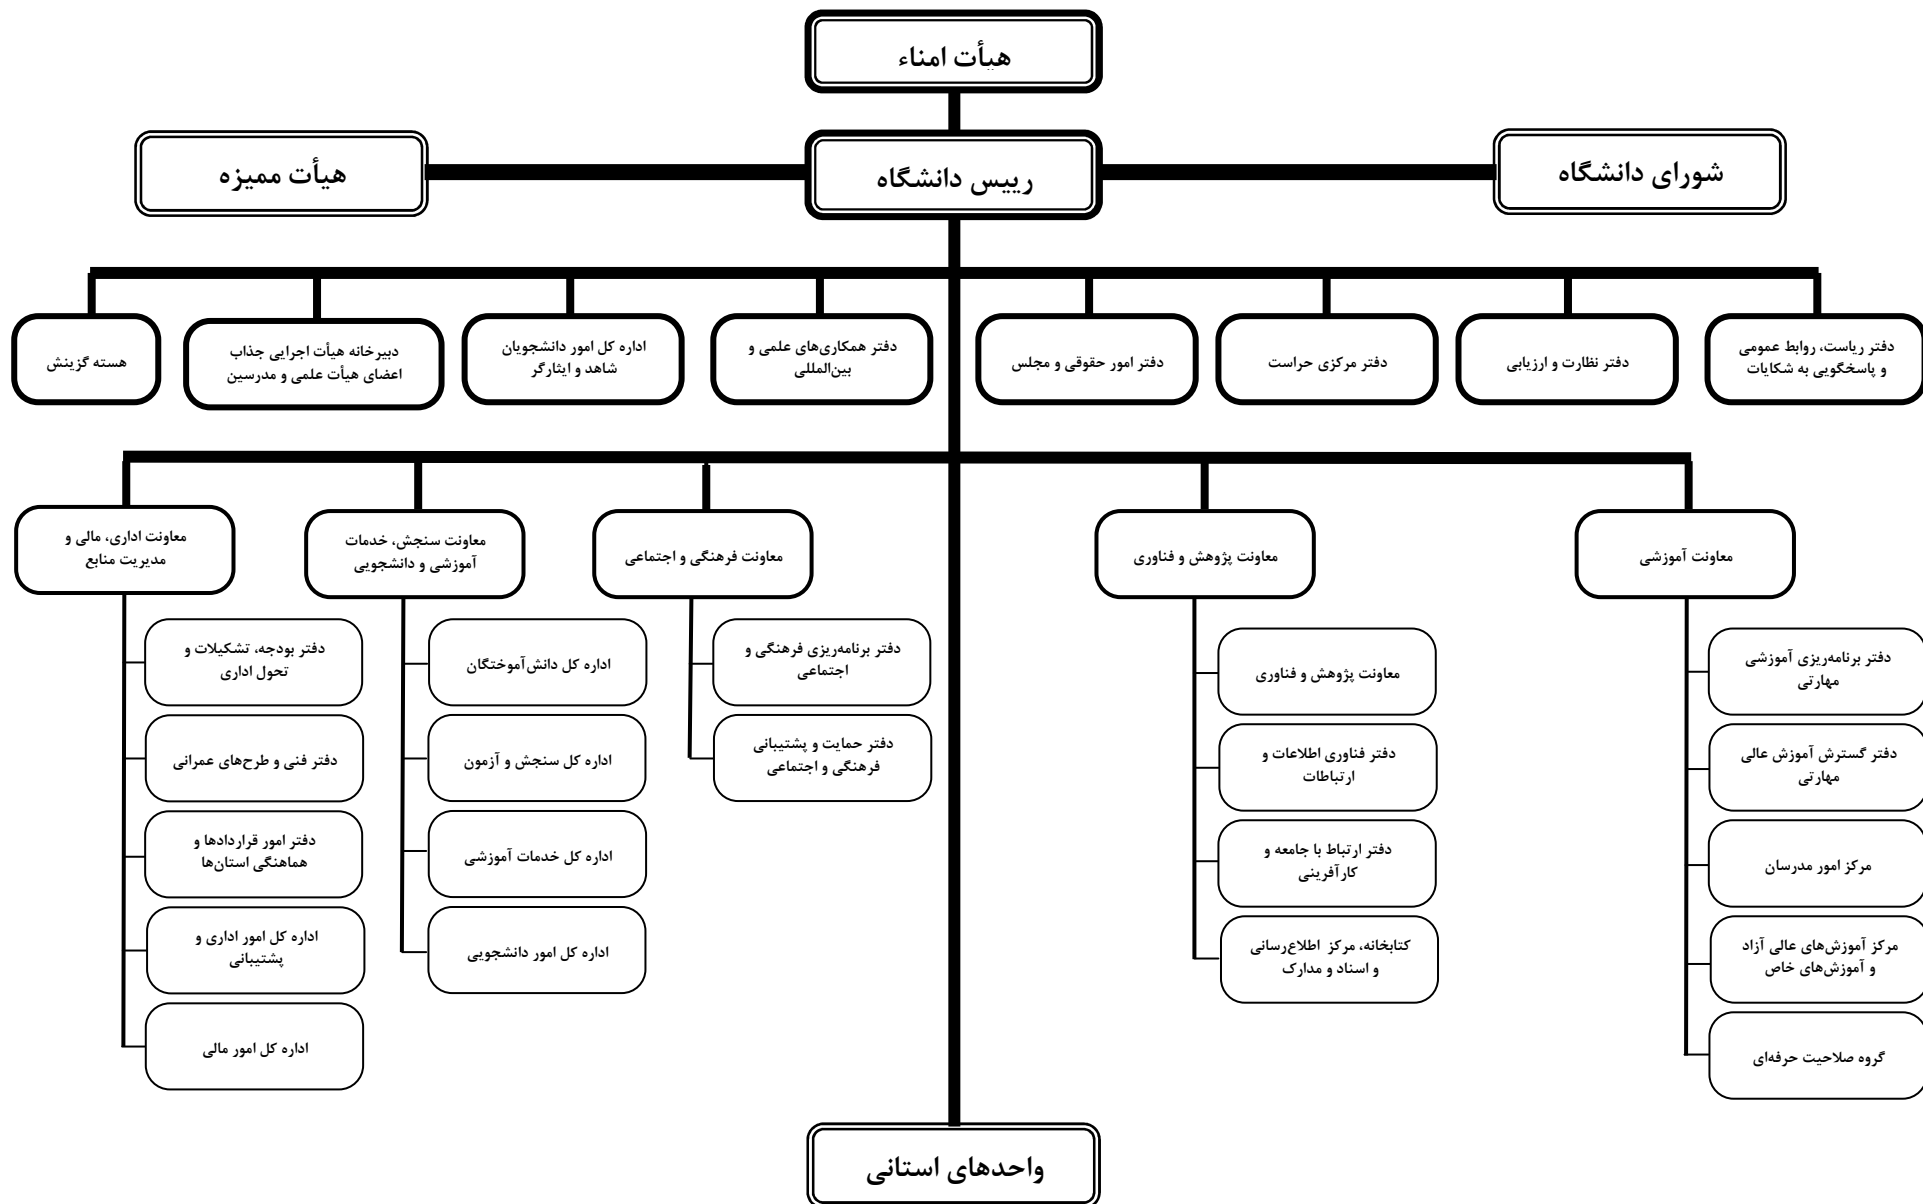 هیأت امناء
شورای دانشگاه
رییس دانشگاه
هیأت ممیزه
دفتر ریاست، روابط عمومی
و پاسخگویی به شکایات
دفتر نظارت و ارزیابی
دفتر مرکزی حراست
دفتر امور حقوقی و مجلس
دفتر همکاری‌های علمی و
بین‌المللی
اداره کل امور دانشجویان
شاهد و ایثارگر
دبیرخانه هیأت اجرایی جذاب
اعضای هیأت علمی و مدرسین
هسته گزینش
معاونت آموزشی
دفتر برنامه‌ریزی آموزشی
مهارتی
دفتر گسترش آموزش عالی
مهارتی
مرکز امور مدرسان
مرکز آموزش‌های عالی آزاد
و آموزش‌های خاص
گروه صلاحیت حرفه‌ای
معاونت پژوهش و فناوری
معاونت پژوهش و فناوری
دفتر فناوری اطلاعات و
ارتباطات
دفتر ارتباط با جامعه و
کارآفرینی
کتابخانه، مرکز اطلاع‌رسانی
و اسناد و مدارک
معاونت فرهنگی و اجتماعی
دفتر برنامه‌ریزی فرهنگی و
اجتماعی
دفتر حمایت و پشتیبانی
فرهنگی و اجتماعی
معاونت سنجش، خدمات
آموزشی و دانشجویی
اداره کل دانش‌آموختگان
اداره کل سنجش و آزمون
اداره کل خدمات آموزشی
اداره کل امور دانشجویی
معاونت اداری، مالی و
مدیریت منابع
دفتر بودجه، تشکیلات و
تحول اداری
دفتر فنی و طرح‌های عمرانی
دفتر امور قراردادها و
هماهنگی استان‌ها
اداره کل امور اداری و
پشتیبانی
اداره کل امور مالی
واحدهای استانی